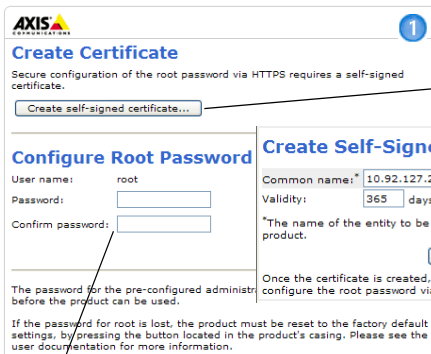 AXIS
COMMUNICATIONS
1
Create Certificate
Secure configuration of the root password via HTTPS requires a self-signed
certificate.
Create self-signed certificate...
Configure Root Password
User name: root
Password:
Confirm password:
Create Self-Signe
Common name:* 10.92.127.2
Validity: 365 days
*The name of the entity to be
product.
Once the certificate is created,
configure the root password via
The password for the pre-configured administra
before the product can be used.
If the password for root is lost, the product must be reset to the factory default
settings, by pressing the button located in the product's casing. Please see the
user documentation for more information.